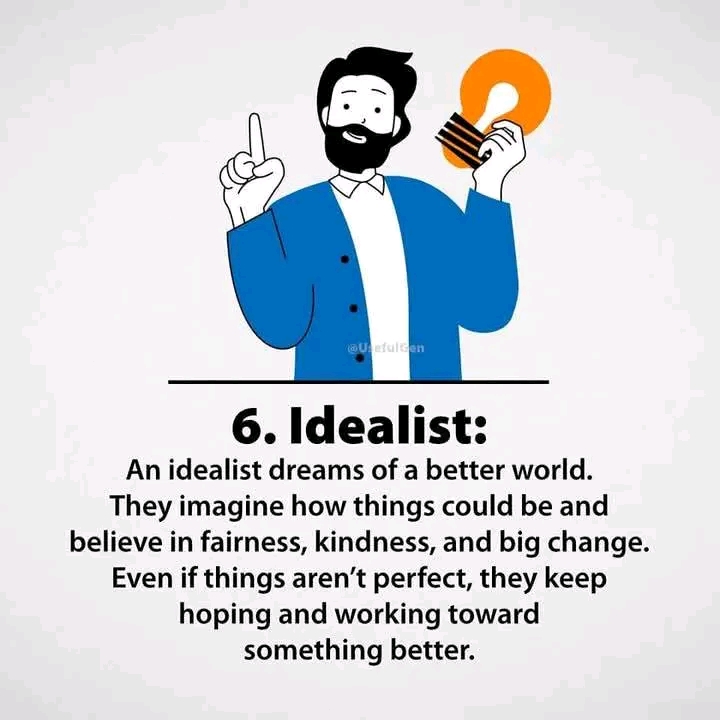 @UsefulGen
6. Idealist:
An idealist dreams of a better world.
They imagine how things could be and
believe in fairness, kindness, and big change.
Even if things aren’t perfect, they keep
hoping and working toward
something better.